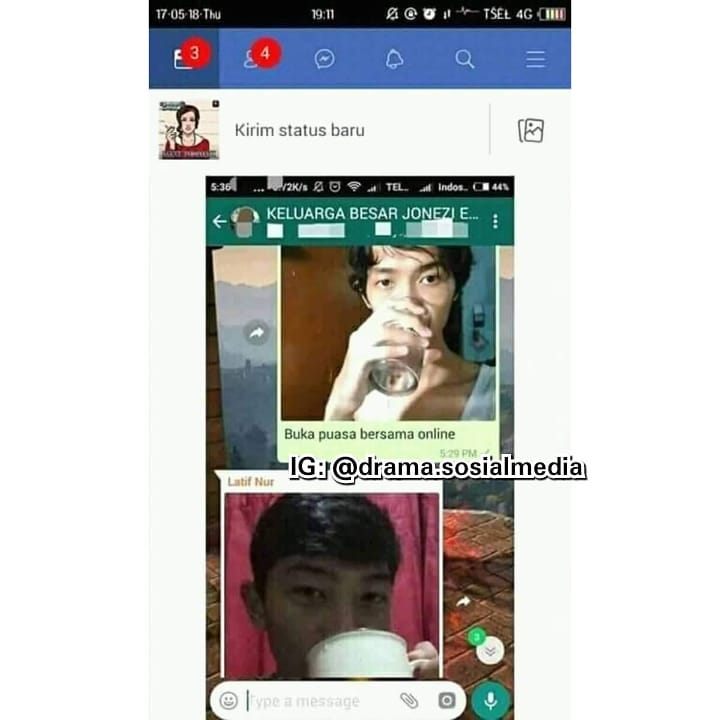 17-05-18-Thu 19:11 TŠĒŁ 4G
3 4
Kirim status baru
5:36 ... /2K/s TEL.. Indos.. 44%
KELUARGA BESAR JONEZI E...
Buka puasa bersama online
5:29 PM
IG: @drama.sosialmedia
Latif Nur
3
Type a message